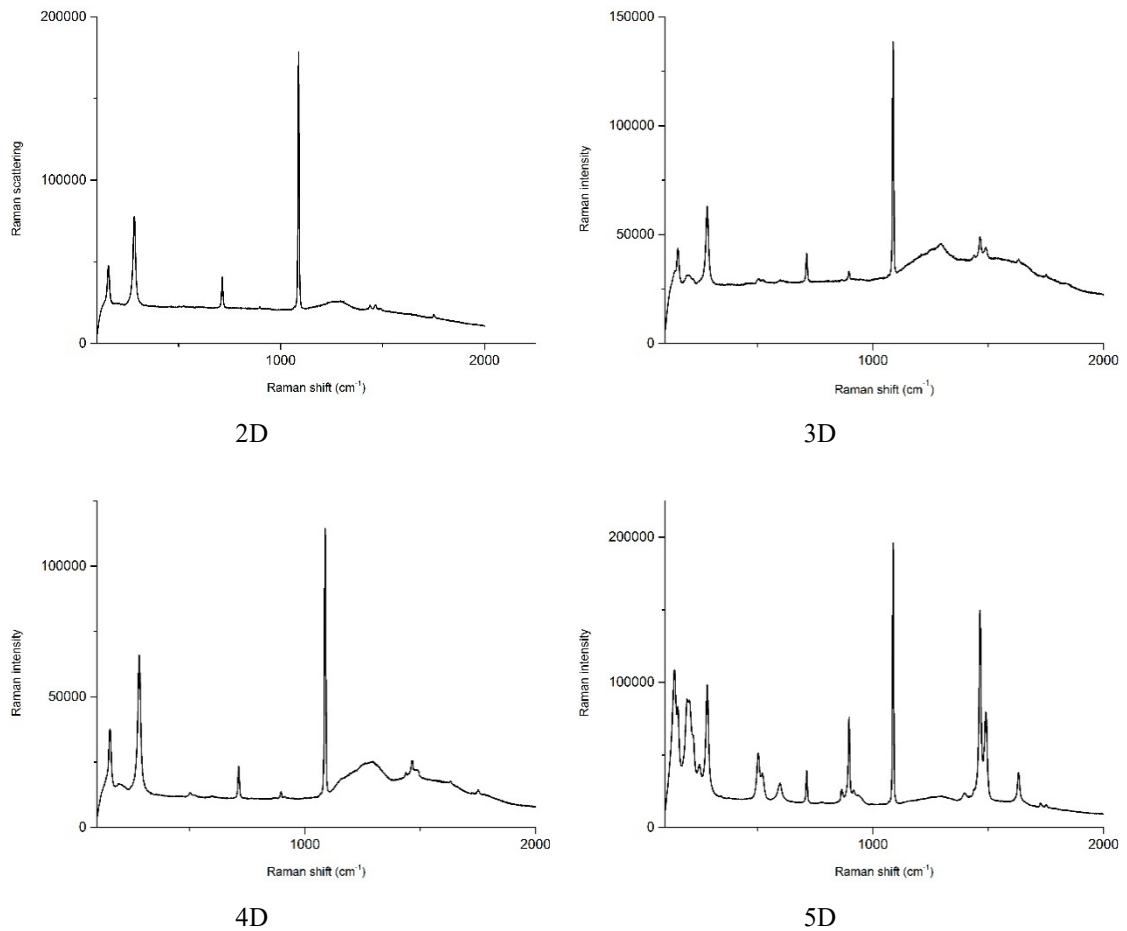 200000
100000
0
1000
2000
Raman scattering
Raman shift (cm-1)
2D
150000
100000
50000
0
1000
2000
Raman intensity
Raman shift (cm-1)
3D
100000
50000
0
1000
2000
Raman intensity
Raman shift (cm-1)
4D
200000
100000
0
1000
2000
Raman intensity
Raman shift (cm-1)
5D